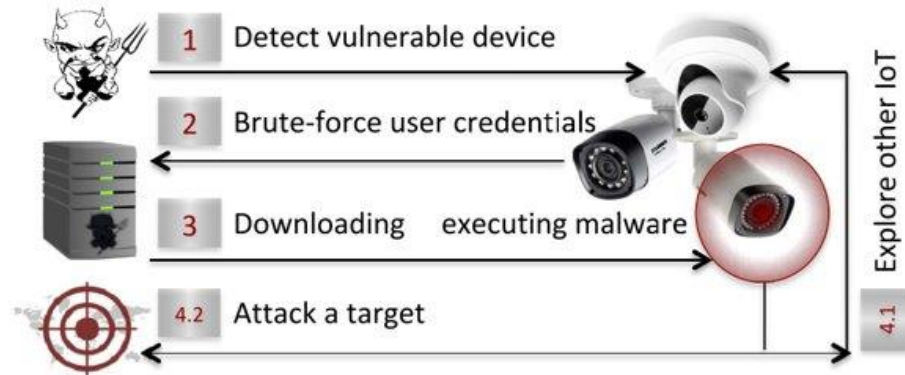 1 Detect vulnerable device
2 Brute-force user credentials
3 Downloading executing malware
4.2 Attack a target
4.1 Explore other IoT